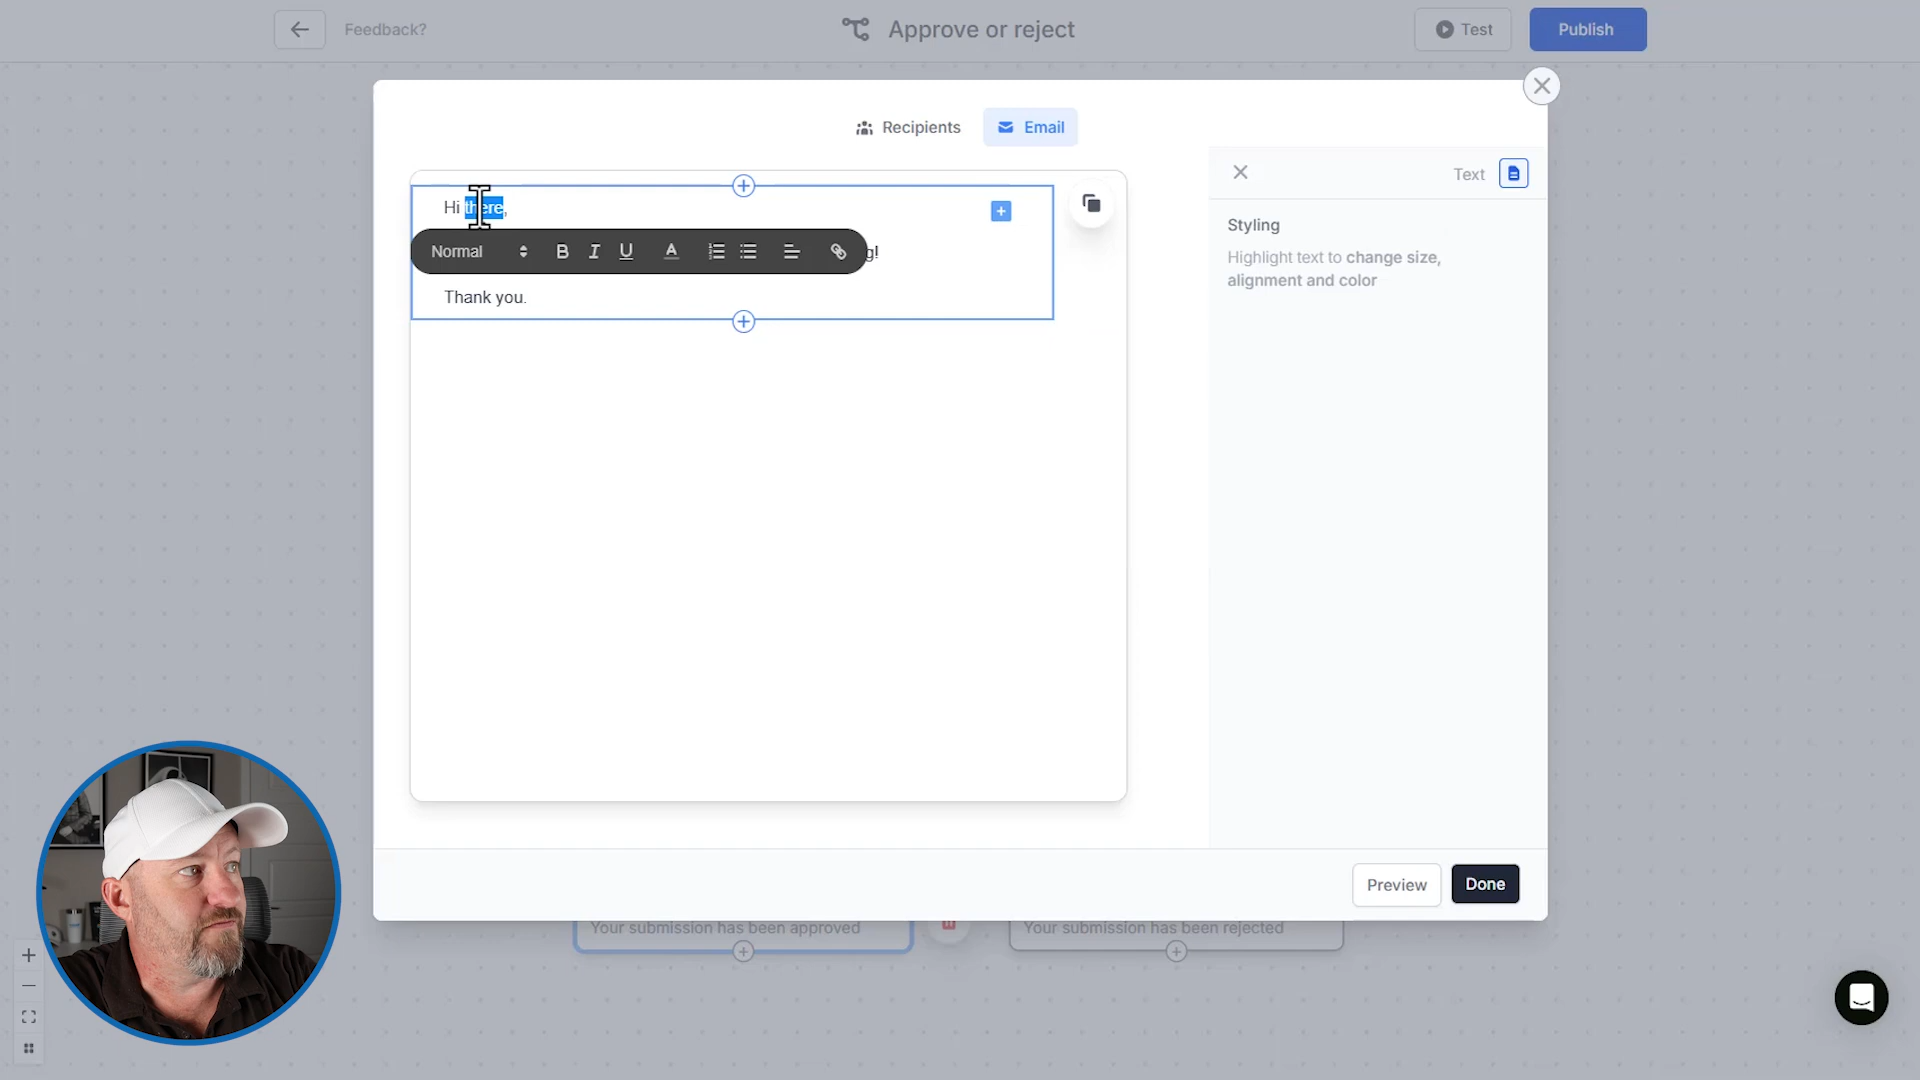 Feedback?
Approve or reject
Test
Publish
Recipients
Email
Text
Hi there,
Normal
B I U A
g!
Thank you.
Styling
Highlight text to change size,
alignment and color
Preview
Done
Your submission has been approved
Your submission has been rejected